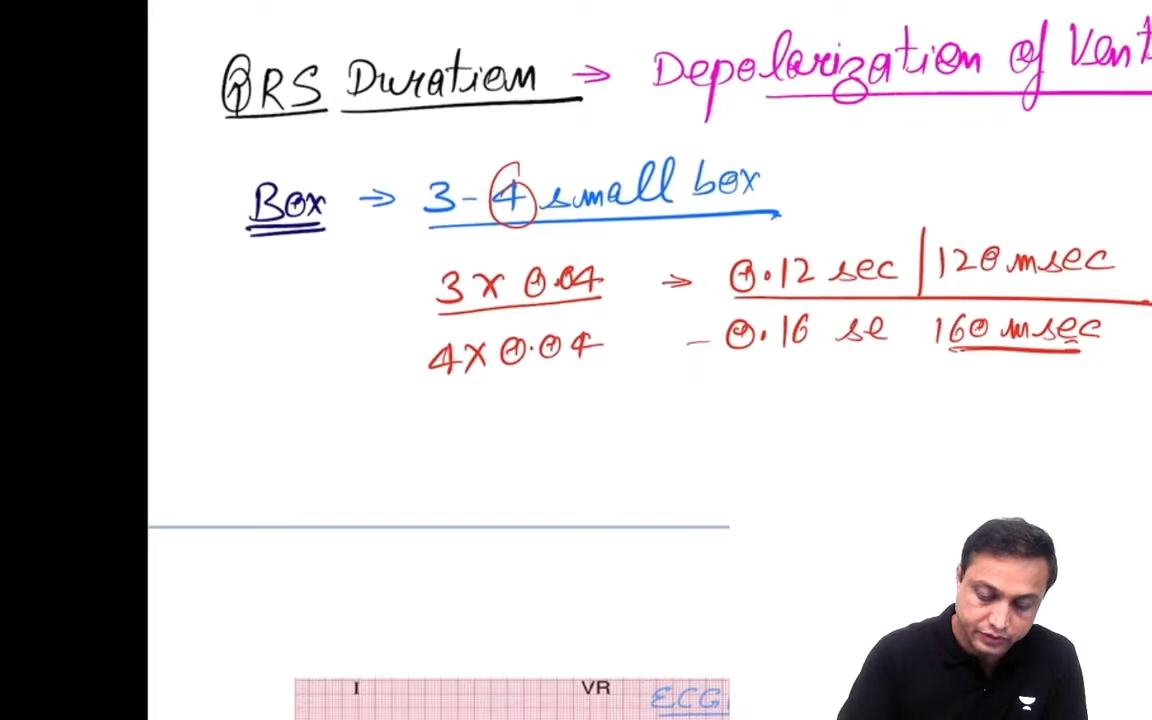 QRS Duration → Depolarization of Vent
Box → 3-4 small box
3 x 0.04 → 0.12 sec | 120 msec
4 x 0.04 - 0.16 se 160 msec
I VR ECG